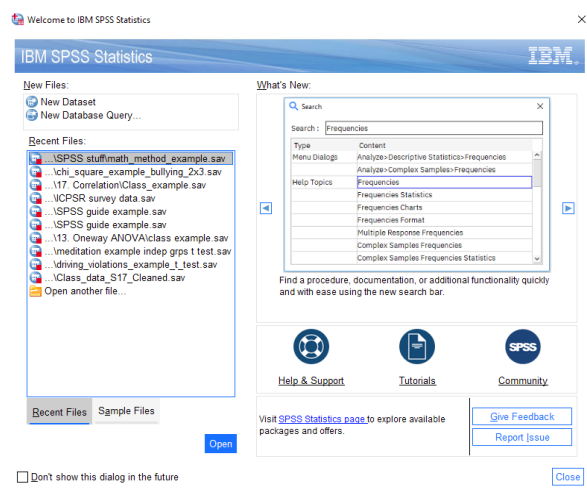 Welcome to IBM SPSS Statistics
IBM SPSS Statistics
IBM
New Files:
New Dataset
New Database Query...
Recent Files:
...\SPSS stuff\math_method_example.sav
...\chi_square_example_bullying_2x3.sav
...\17. Correlation\Class_example.sav
...\ICPSR survey data.sav
...\SPSS guide example.sav
...\SPSS guide example.sav
...\13. Oneway ANOVA\class example.sav
...\meditation example indep grps t test.sav
...\driving_violations_example_t_test.sav
...\Class_data_S17_Cleaned.sav
Open another file...
Recent Files
Sample Files
Open
What's New:
Search
Search : Frequencies
Type Content
Menu Dialogs Analyze>Descriptive Statistics>Frequencies
Analyze>Complex Samples>Frequencies
Help Topics Frequencies
Frequencies Statistics
Frequencies Charts
Frequencies Format
Multiple Response Frequencies
Complex Samples Frequencies
Complex Samples Frequencies Statistics
Find a procedure, documentation, or additional functionality quickly
and with ease using the new search bar.
SPSS
Help & Support Tutorials Community
Visit SPSS Statistics page to explore available
packages and offers.
Give Feedback
Report Issue
Don't show this dialog in the future
Close